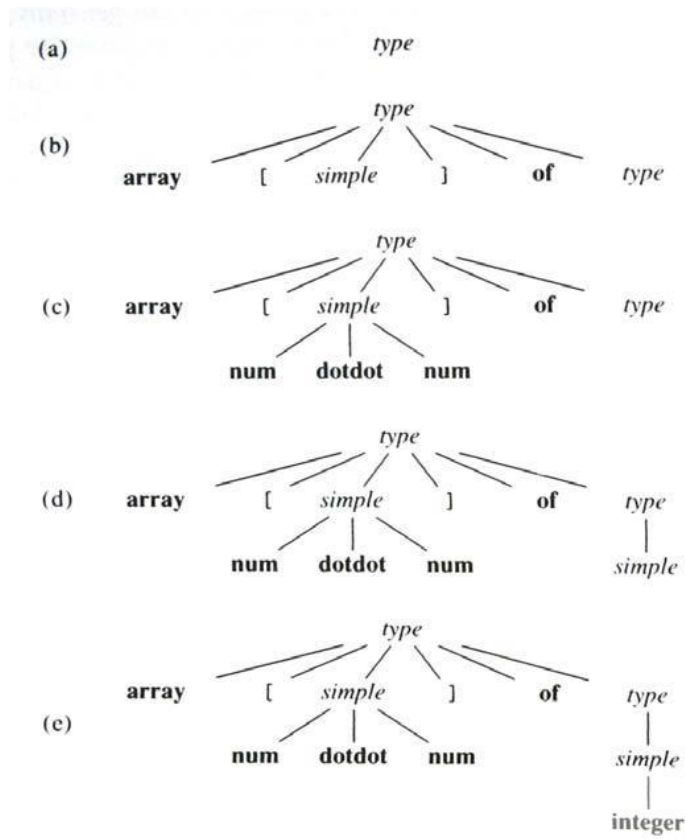 (a) type
type
(b)
array [ simple ] of type
type
(c) array [ simple ] of type
num dotdot num
type
(d) array [ simple ] of type
num dotdot num simple
type
array [ simple ] of type
(e)
num dotdot num simple
integer